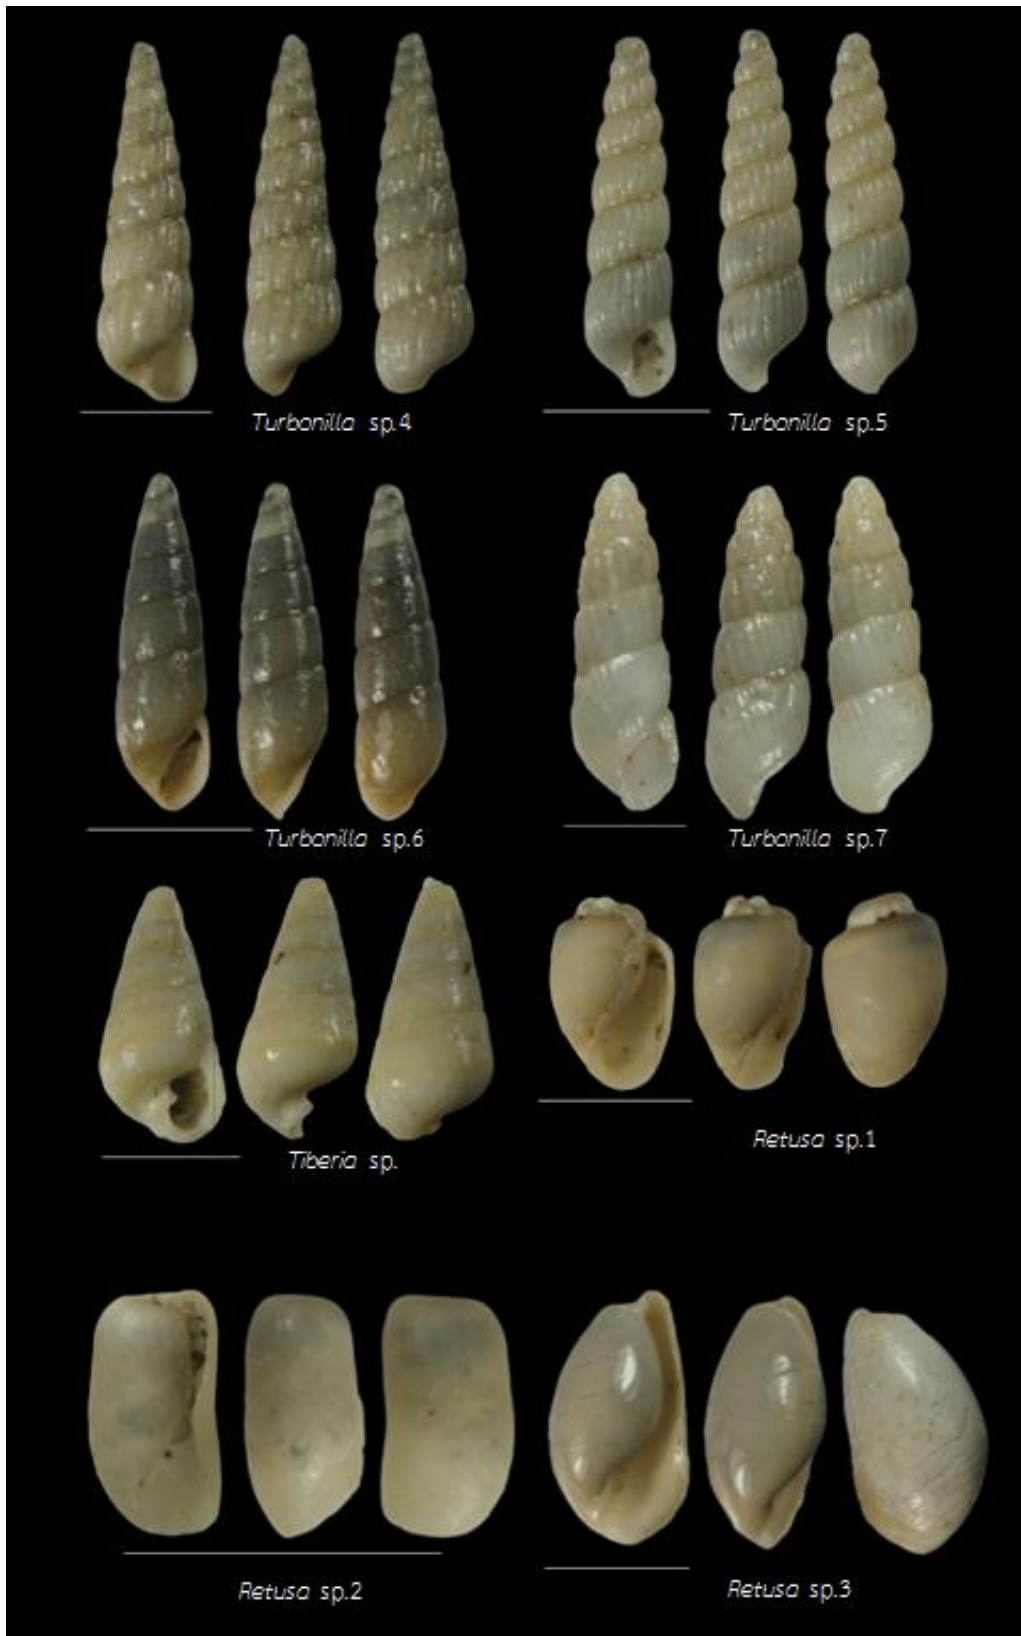 Turbonilla sp.4
Turbonilla sp.5
Turbonilla sp.6
Turbonilla sp.7
Tiberia sp.
Retusa sp.1
Retusa sp.2
Retusa sp.3